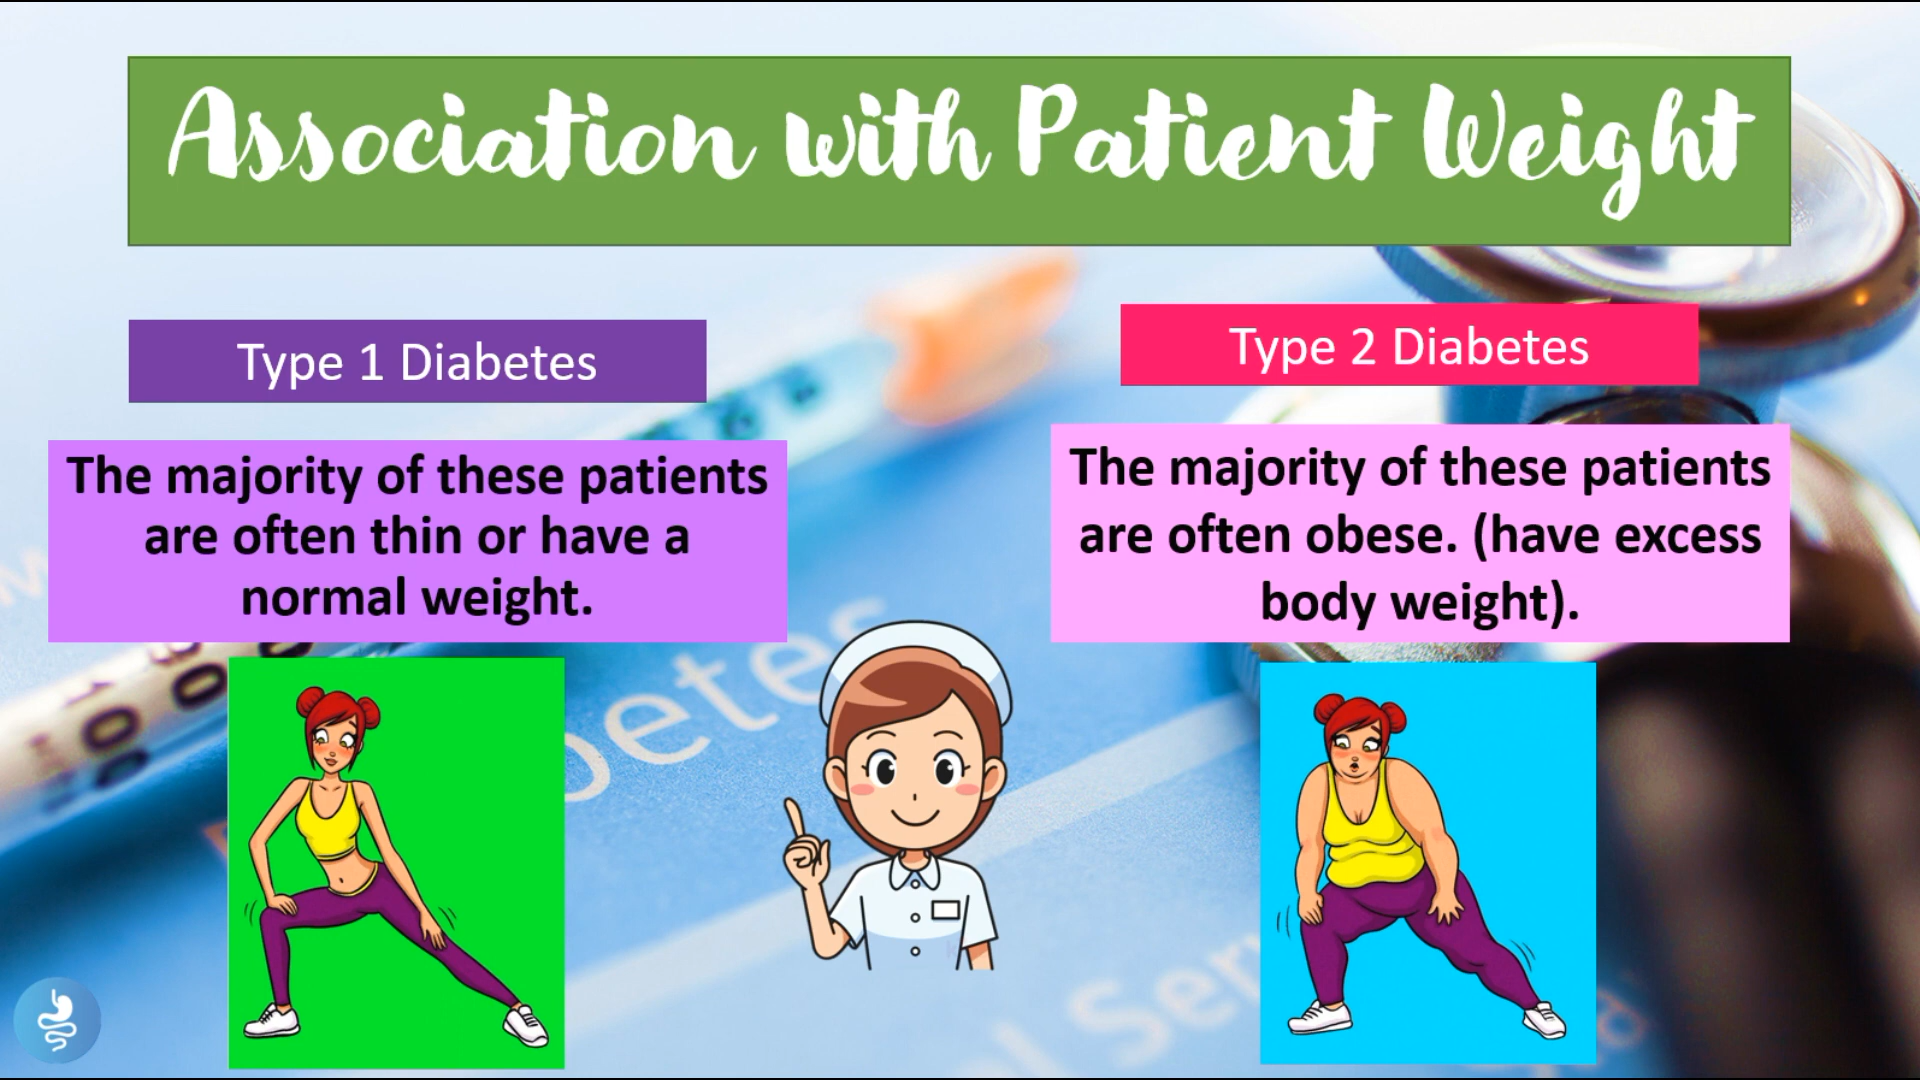 Association with Patient Weight
Type 1 Diabetes
The majority of these patients
are often thin or have a
normal weight.
Type 2 Diabetes
The majority of these patients
are often obese. (have excess
body weight).